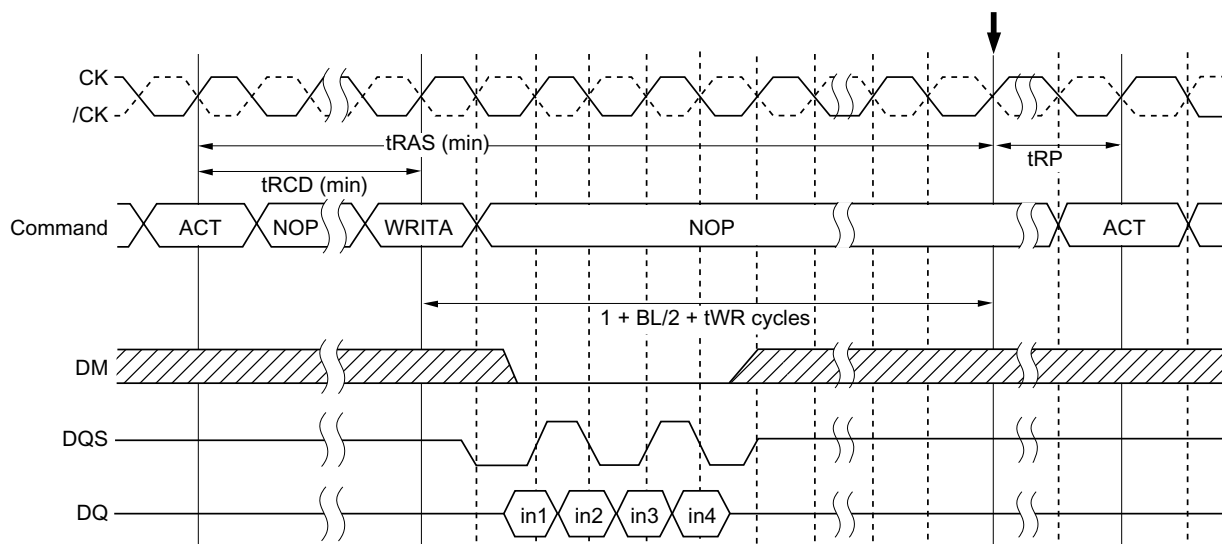 CK
/CK
tRAS (min)
tRP
tRCD (min)
Command ACT NOP WRITA NOP ACT
1 + BL/2 + tWR cycles
DM
DQS
DQ in1 in2 in3 in4